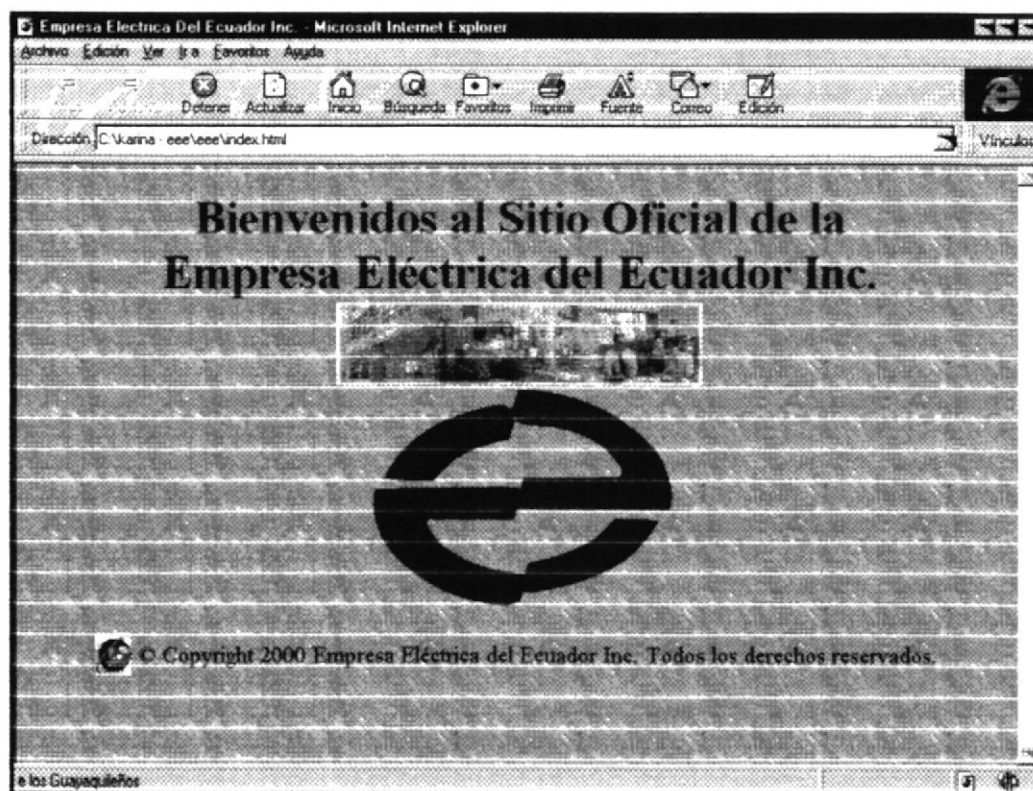 Empresa Electrica Del Ecuador Inc. - Microsoft Internet Explorer
Archivo Edición Ver Ir a Favoritos Ayuda
Detener Actualizar Inicio Búsqueda Favoritos Imprimir Fuente Correo Edición
Dirección C:\karina - eee\eee\index.html Vínculos
Bienvenidos al Sitio Oficial de la
Empresa Eléctrica del Ecuador Inc.
© Copyright 2000 Empresa Eléctrica del Ecuador Inc. Todos los derechos reservados.
e los Guayaquileños